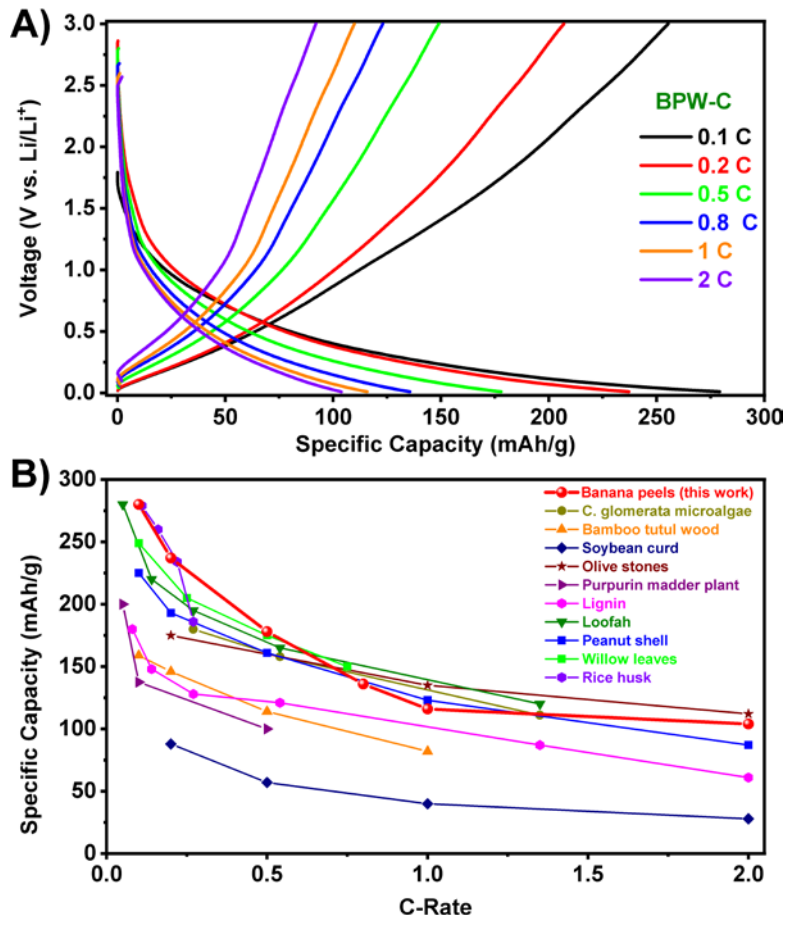 A)
3.0
2.5
2.0
1.5
1.0
0.5
0.0
Voltage (V vs. Li/Li⁺)
BPW-C
0.1 C
0.2 C
0.5 C
0.8 C
1 C
2 C
0 50 100 150 200 250 300
Specific Capacity (mAh/g)
B)
300
250
200
150
100
50
0
Specific Capacity (mAh/g)
Banana peels (this work)
C. glomerata microalgae
Bamboo tutul wood
Soybean curd
Olive stones
Purpurin madder plant
Lignin
Loofah
Peanut shell
Willow leaves
Rice husk
0.0 0.5 1.0 1.5 2.0
C-Rate